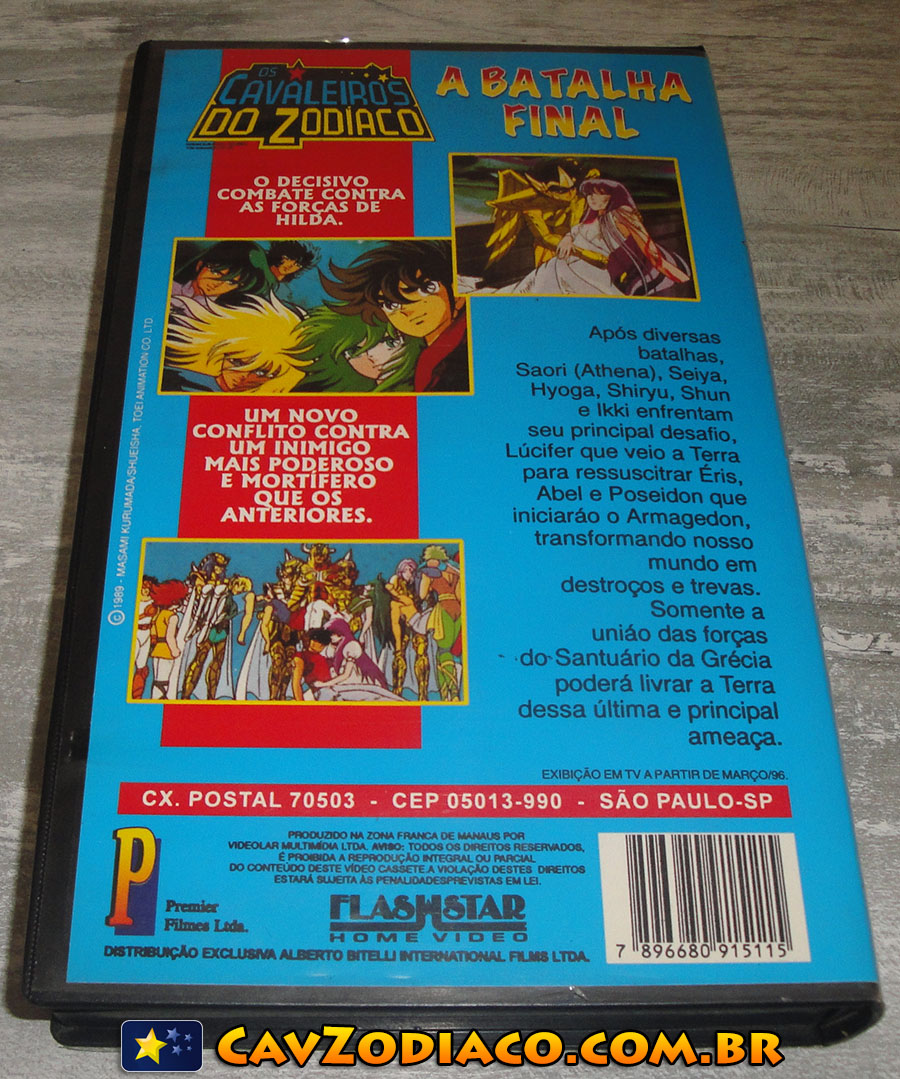 OS
CAVALEIROS
DO ZODÍACO
A BATALHA
FINAL
O DECISIVO
COMBATE CONTRA
AS FORÇAS DE
HILDA.
UM NOVO
CONFLITO CONTRA
UM INIMIGO
MAIS PODEROSO
E MORTÍFERO
QUE OS
ANTERIORES.
©1989 - MASAMI KURUMADA/SHUEISHA, TOEI ANIMATION CO. LTD
Após diversas
batalhas,
Saori (Athena), Seiya,
Hyoga, Shiryu, Shun
e Ikki enfrentam
seu principal desafio,
Lúcifer que veio a Terra
para ressuscitrar Éris,
Abel e Poseidon que
iniciaráo o Armagedon,
transformando nosso
mundo em
destroços e trevas.
Somente a
uniáo das forças
do Santuário da Grécia
poderá livrar a Terra
dessa última e principal
ameaça.
EXIBIÇÃO EM TV A PARTIR DE MARÇO/96.
CX. POSTAL 70503 - CEP 05013-990 - SÃO PAULO-SP
P
Premier
Filmes Ltda.
PRODUZIDO NA ZONA FRANCA DE MANAUS POR
VIDEOLAR MULTIMÍDIA LTDA. AVISO: TODOS OS DIREITOS RESERVADOS,
É PROIBIDA A REPRODUÇÃO INTEGRAL OU PARCIAL
DO CONTEÚDO DESTE VÍDEO CASSETE.A VIOLAÇÃO DESTES DIREITOS
ESTARÁ SUJEITA ÀS PENALIDADESPREVISTAS EM LEI.
FLASHSTAR
HOME VIDEO
DISTRIBUIÇÃO EXCLUSIVA ALBERTO BITELLI INTERNATIONAL FILMS LTDA.
7 896680 915115
CAVZODIACO.COM.BR